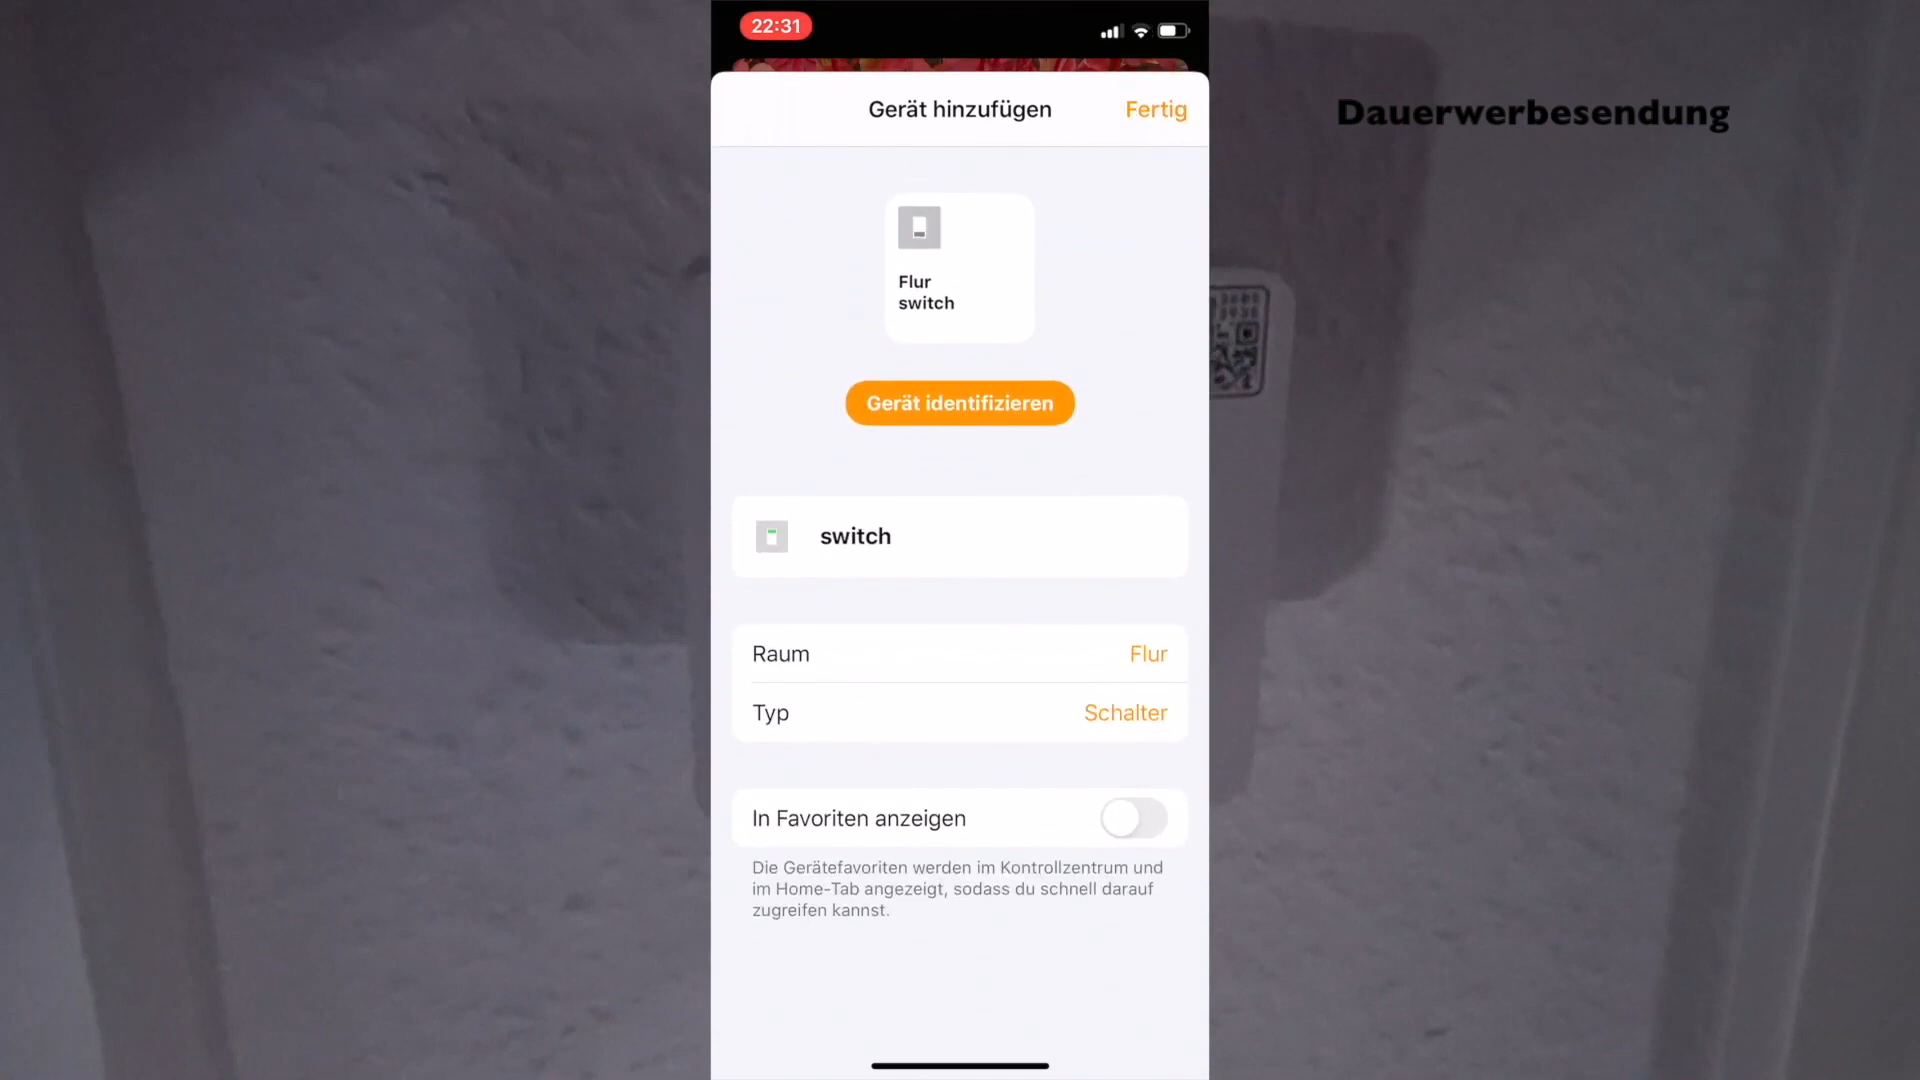 22:31
Gerät hinzufügen
Fertig
Dauerwerbesendung
Flur
switch
Gerät identifizieren
switch
Raum
Flur
Typ
Schalter
In Favoriten anzeigen
Die Gerätefavoriten werden im Kontrollzentrum und
im Home-Tab angezeigt, sodass du schnell darauf
zugreifen kannst.